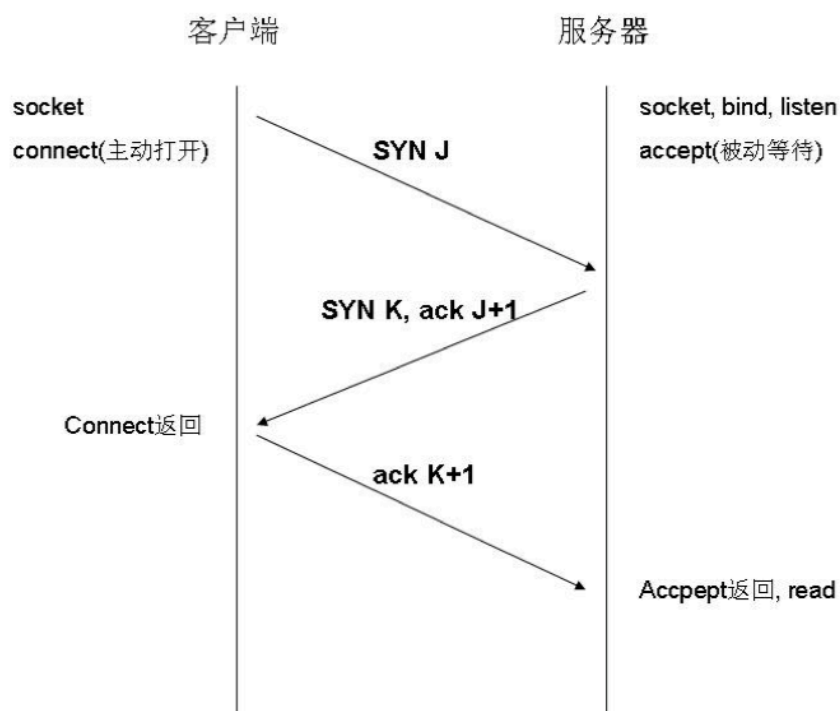 客户端
服务器
socket
connect(主动打开)
socket, bind, listen
accept(被动等待)
SYN J
SYN K, ack J+1
Connect返回
ack K+1
Accpept返回, read